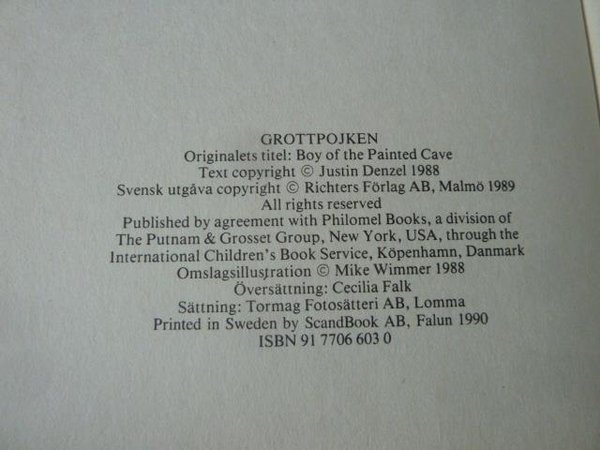 GROTTPOJKEN
Originalets titel: Boy of the Painted Cave
Text copyright © Justin Denzel 1988
Svensk utgåva copyright © Richters Förlag AB, Malmö 1989
All rights reserved
Published by agreement with Philomel Books, a division of
The Putnam & Grosset Group, New York, USA, through the
International Children's Book Service, Köpenhamn, Danmark
Omslagsillustration © Mike Wimmer 1988
Översättning: Cecilia Falk
Sättning: Tormag Fotosätteri AB, Lomma
Printed in Sweden by ScandBook AB, Falun 1990
ISBN 91 7706 603 0